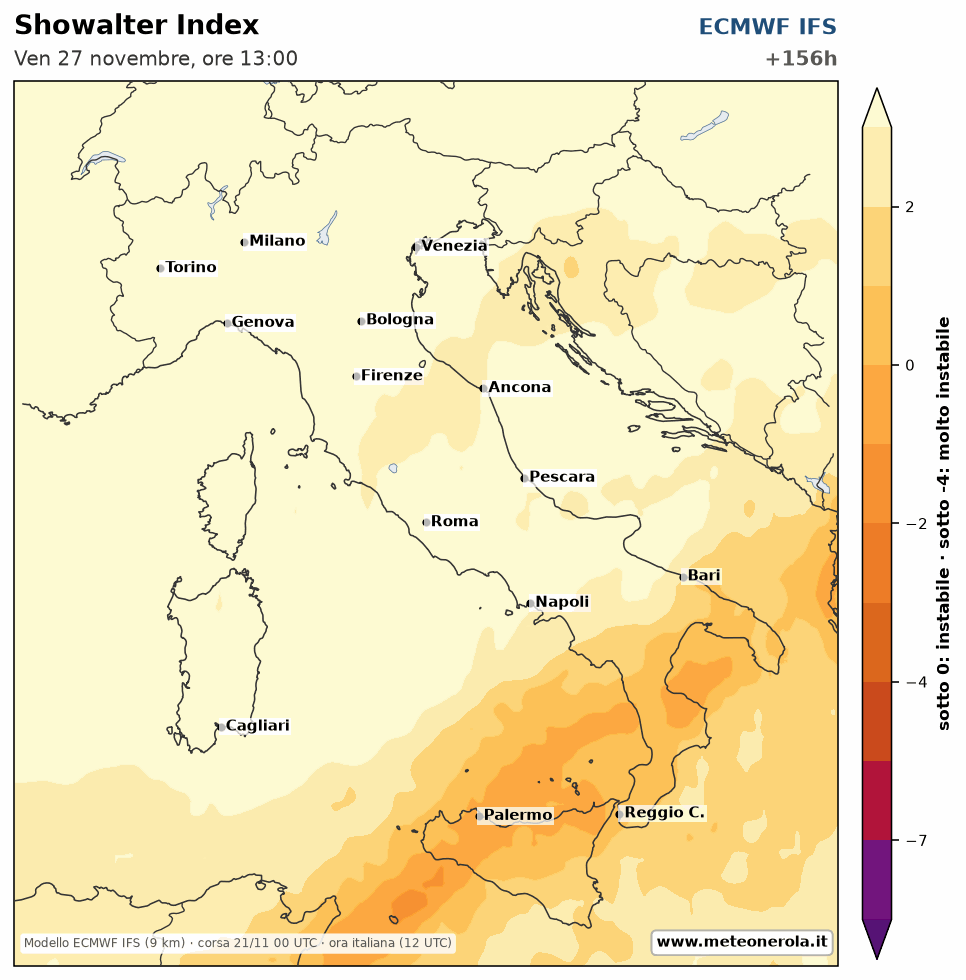 Showalter Index
ECMWF IFS
Ven 27 novembre, ore 13:00
+156h
Milano
Venezia
Torino
Genova
Bologna
Firenze
Ancona
Pescara
Roma
Bari
Napoli
Cagliari
Palermo
Reggio C.
2
0
−2
−4
−7
sotto 0: instabile · sotto -4: molto instabile
Modello ECMWF IFS (9 km) · corsa 21/11 00 UTC · ora italiana (12 UTC)
www.meteonerola.it